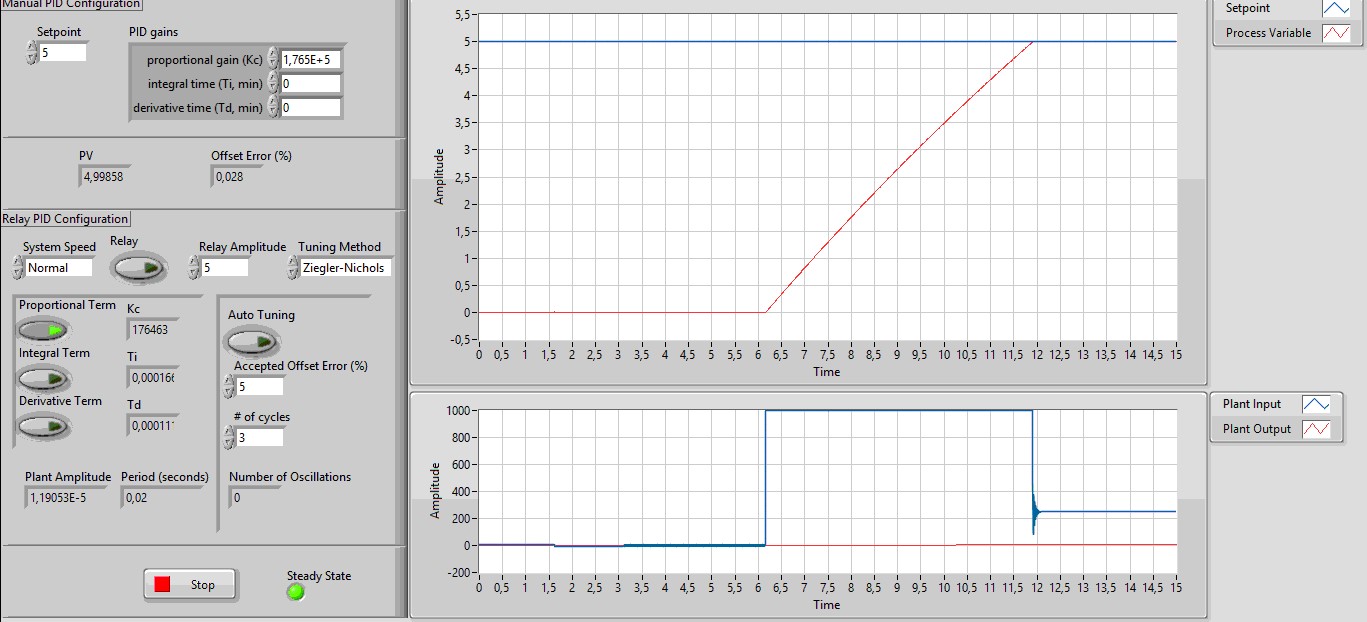 Manual PID Configuration
Setpoint
5
PID gains
proportional gain (Kc) 1,765E+5
integral time (Ti, min) 0
derivative time (Td, min) 0
PV
4,99858
Offset Error (%)
0,028
Relay PID Configuration
System Speed
Normal
Relay
Relay Amplitude
5
Tuning Method
Ziegler-Nichols
Proportional Term
Kc
176463
Integral Term
Ti
0,000166
Derivative Term
Td
0,000111
Auto Tuning
Accepted Offset Error (%)
5
# of cycles
3
Plant Amplitude
1,19053E-5
Period (seconds)
0,02
Number of Oscillations
0
Stop
Steady State
Amplitude
5,5
5
4,5
4
3,5
3
2,5
2
1,5
1
0,5
0
-0,5
0 0,5 1 1,5 2 2,5 3 3,5 4 4,5 5 5,5 6 6,5 7 7,5 8 8,5 9 9,5 10 10,5 11 11,5 12 12,5 13 13,5 14 14,5 15
Time
Setpoint
Process Variable
Amplitude
1000
800
600
400
200
0
-200
0 0,5 1 1,5 2 2,5 3 3,5 4 4,5 5 5,5 6 6,5 7 7,5 8 8,5 9 9,5 10 10,5 11 11,5 12 12,5 13 13,5 14 14,5 15
Time
Plant Input
Plant Output